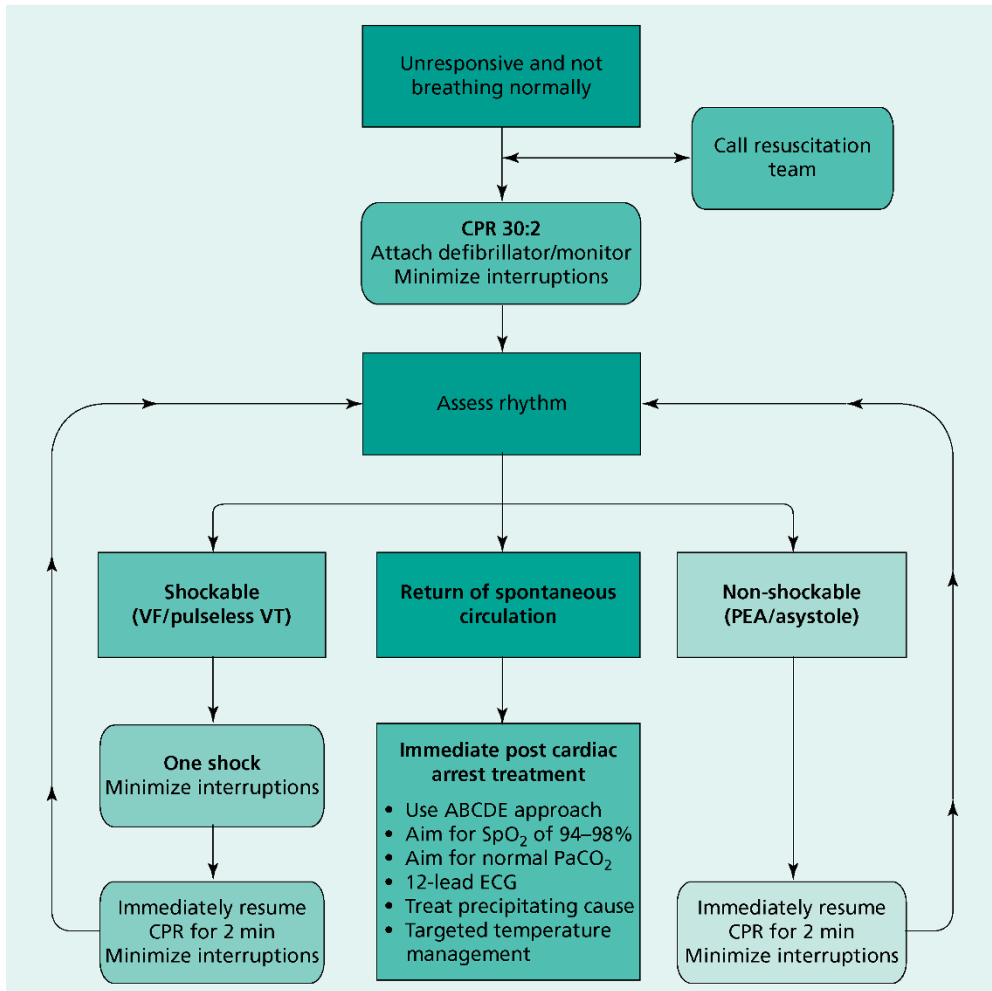 Unresponsive and not
breathing normally
Call resuscitation
team
CPR 30:2
Attach defibrillator/monitor
Minimize interruptions
Assess rhythm
Shockable
(VF/pulseless VT)
Return of spontaneous
circulation
Non-shockable
(PEA/asystole)
One shock
Minimize interruptions
Immediate post cardiac
arrest treatment
• Use ABCDE approach
• Aim for SpO₂ of 94–98%
• Aim for normal PaCO₂
• 12-lead ECG
• Treat precipitating cause
• Targeted temperature
management
Immediately resume
CPR for 2 min
Minimize interruptions
Immediately resume
CPR for 2 min
Minimize interruptions